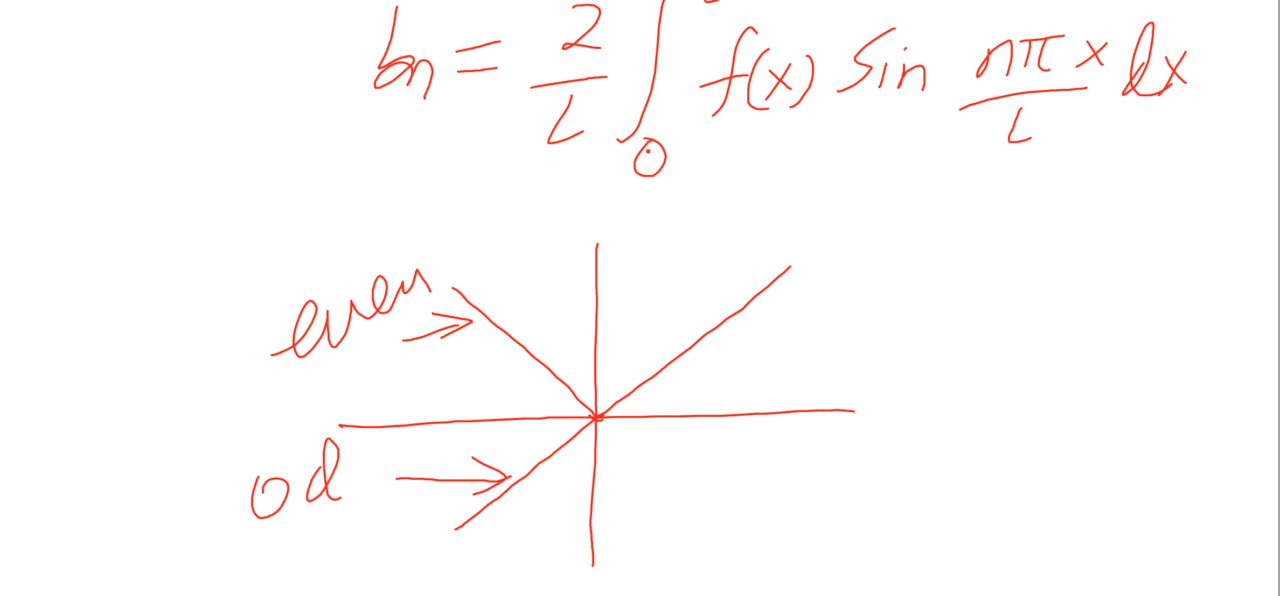 bn = 2/L ∫0 f(x) sin nπx/L dx
even
od